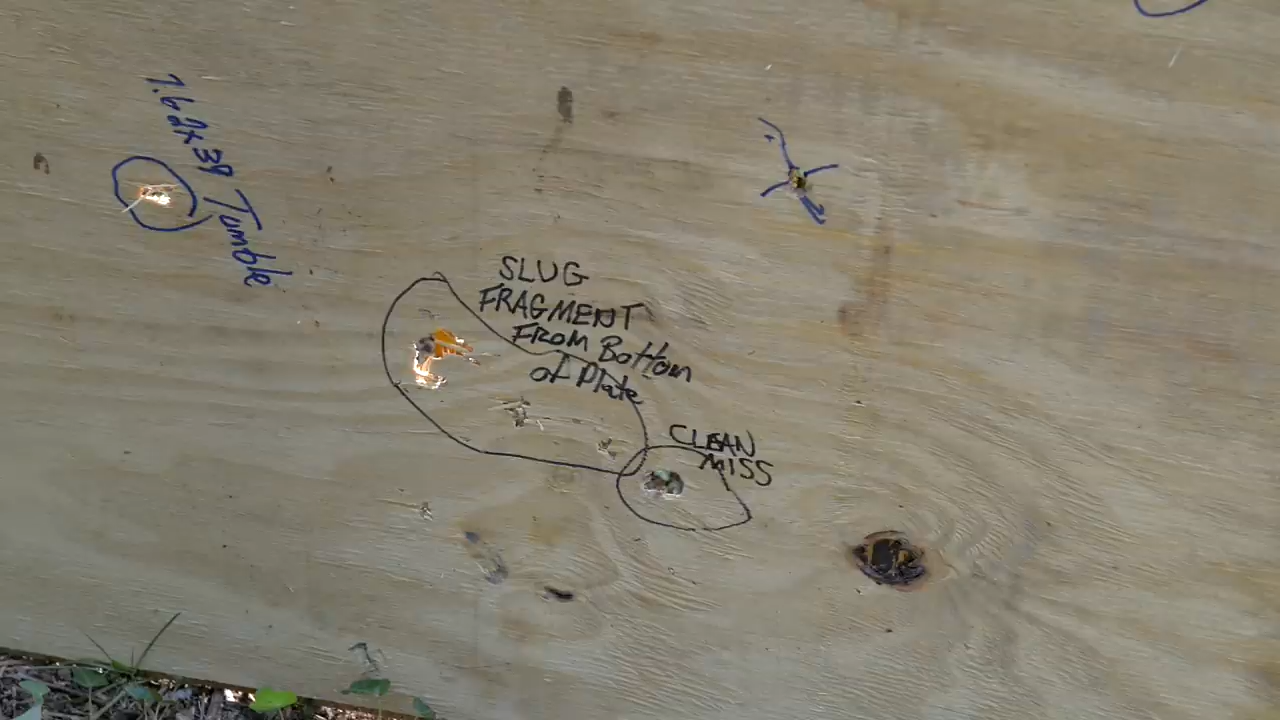 7.62x39 Tumble
SLUG
FRAGMENT
FROM Bottom
of Plate
CLEAN
MISS